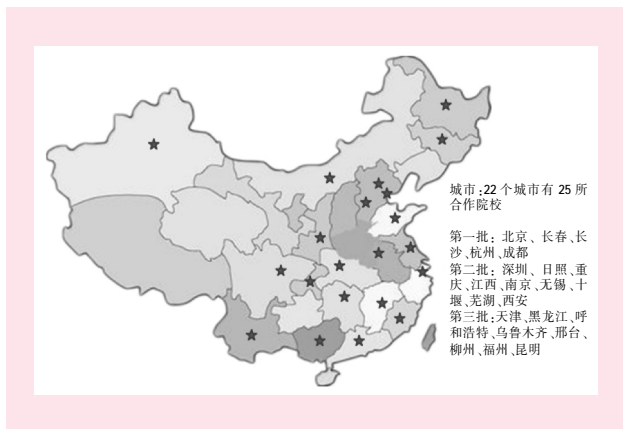 城市:22 个城市有 25 所
合作院校
第一批: 北京、长春、长
沙、杭州、成都
第二批: 深圳、日照、重
庆、江西、南京、无锡、十
堰、芜湖、西安
第三批:天津、黑龙江、呼
和浩特、乌鲁木齐、邢台、
柳州、福州、昆明